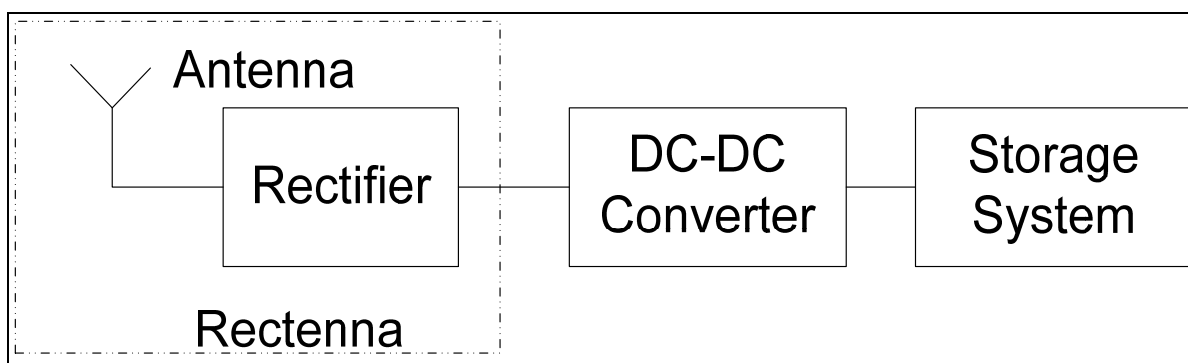 Antenna
Rectifier
DC-DC
Converter
Storage
System
Rectenna